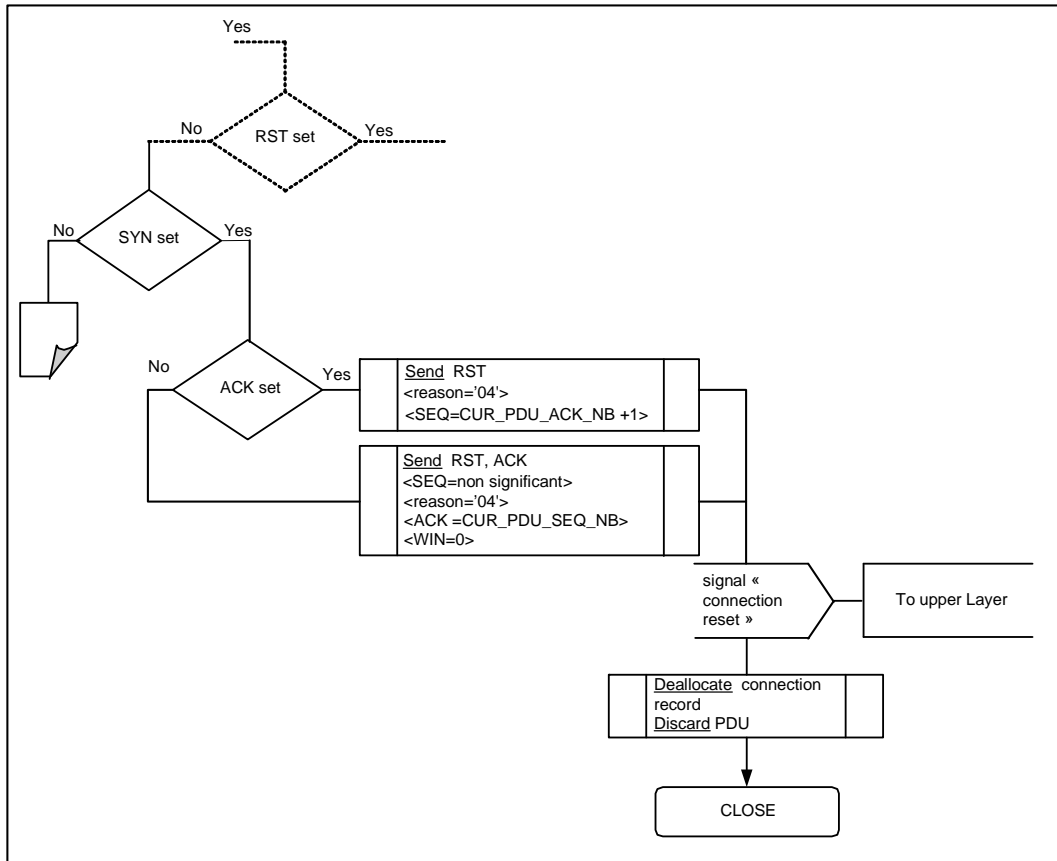 Yes
No
RST set
Yes
No
SYN set
Yes
No
ACK set
Yes
Send RST
<reason='04'>
<SEQ=CUR_PDU_ACK_NB +1>
Send RST, ACK
<SEQ=non significant>
<reason='04'>
<ACK =CUR_PDU_SEQ_NB>
<WIN=0>
signal «
connection
reset »
To upper Layer
Deallocate connection
record
Discard PDU
CLOSE